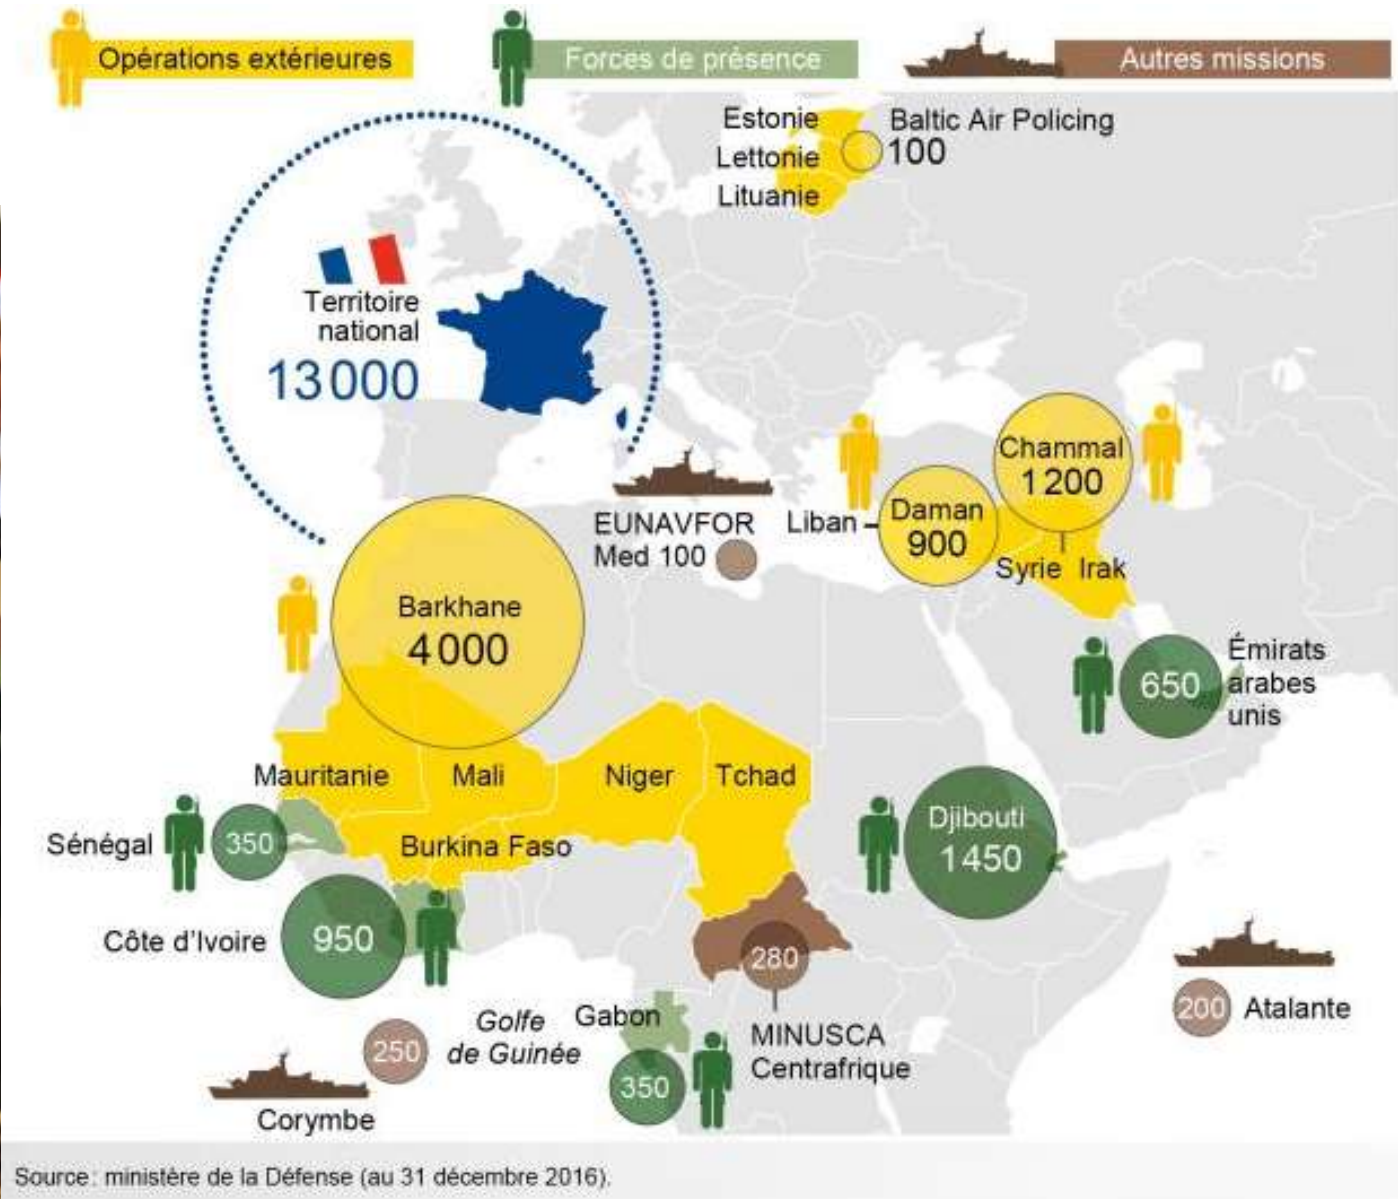 Opérations extérieures
Forces de présence
Autres missions
Estonie
Lettonie
Lituanie
Baltic Air Policing
100
Territoire
national
13 000
Chammal
1 200
Daman
900
Liban
Syrie Irak
EUNAVFOR
Med 100
Barkhane
4 000
Émirats
arabes
unis
650
Mauritanie
Mali
Niger
Tchad
Burkina Faso
Sénégal
350
Djibouti
1 450
Côte d'Ivoire
950
280
MINUSCA
Centrafrique
Golfe
de Guinée
250
Corymbe
Gabon
350
200
Atalante
Source : ministère de la Défense (au 31 décembre 2016).